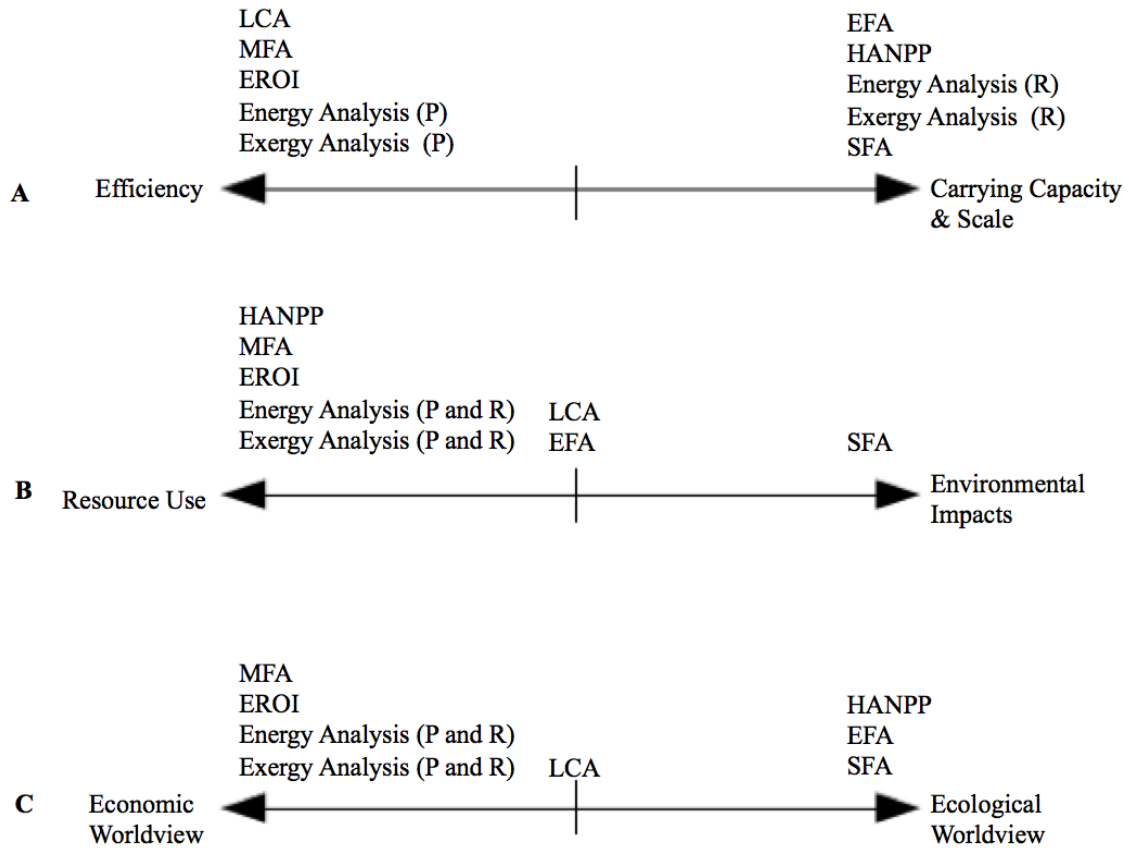 LCA
MFA
EROI
Energy Analysis (P)
Exergy Analysis (P)
EFA
HANPP
Energy Analysis (R)
Exergy Analysis (R)
SFA
A
Efficiency
Carrying Capacity
& Scale
HANPP
MFA
EROI
Energy Analysis (P and R)
Exergy Analysis (P and R)
LCA
EFA
SFA
B
Resource Use
Environmental
Impacts
MFA
EROI
Energy Analysis (P and R)
Exergy Analysis (P and R)
LCA
HANPP
EFA
SFA
C
Economic
Worldview
Ecological
Worldview